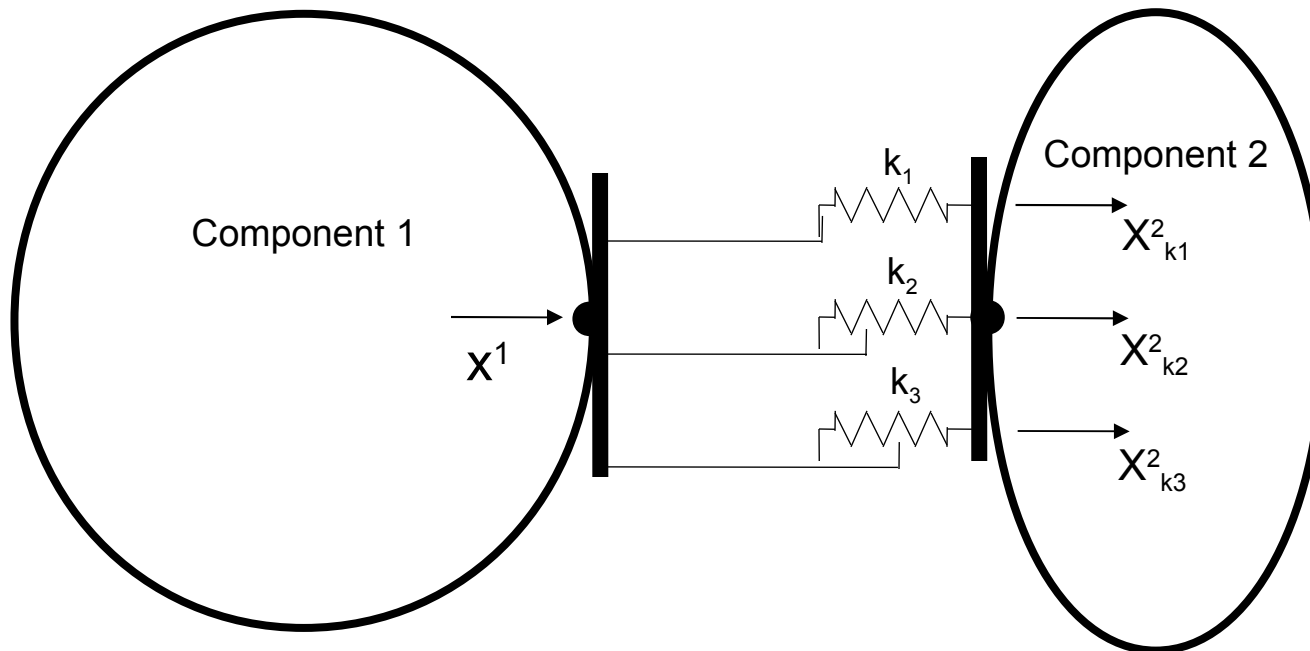 Component 1
x¹
k₁
k₂
k₃
Component 2
X²ₖ₁
X²ₖ₂
X²ₖ₃